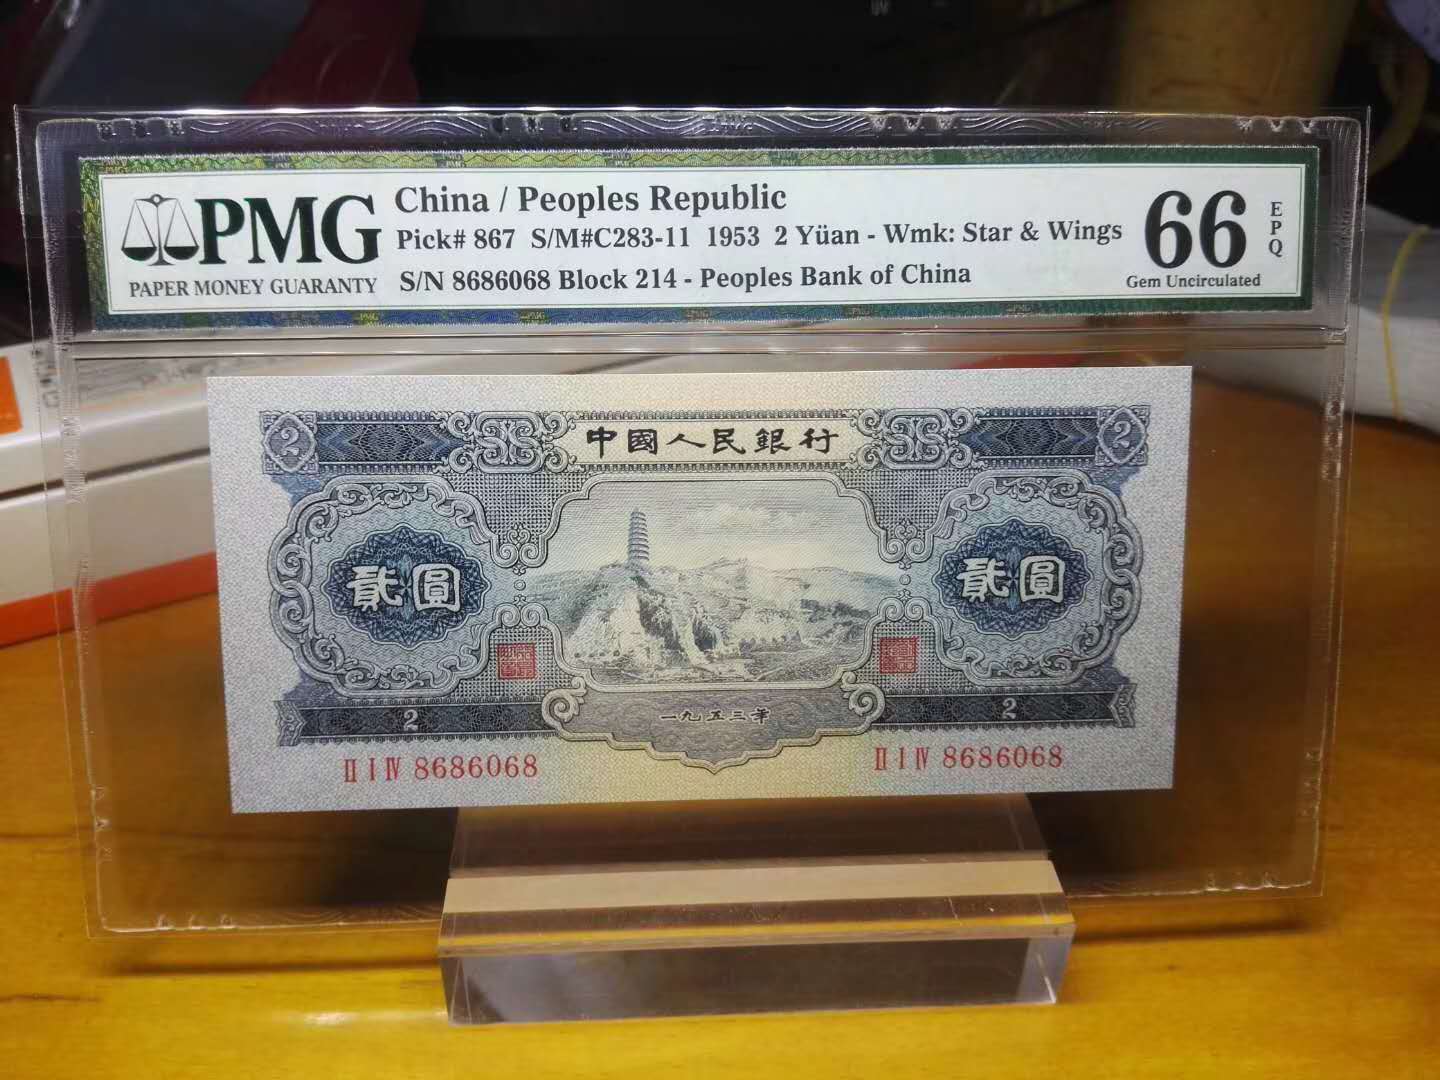 PMG
PAPER MONEY GUARANTY
China / Peoples Republic
Pick# 867 S/M#C283-11 1953 2 Yüan - Wmk: Star & Wings
S/N 8686068 Block 214 - Peoples Bank of China
66
EPQ
Gem Uncirculated
2
中國人民銀行
2
貳圓
貳圓
2
一九五三年
2
II I IV 8686068
II I IV 8686068